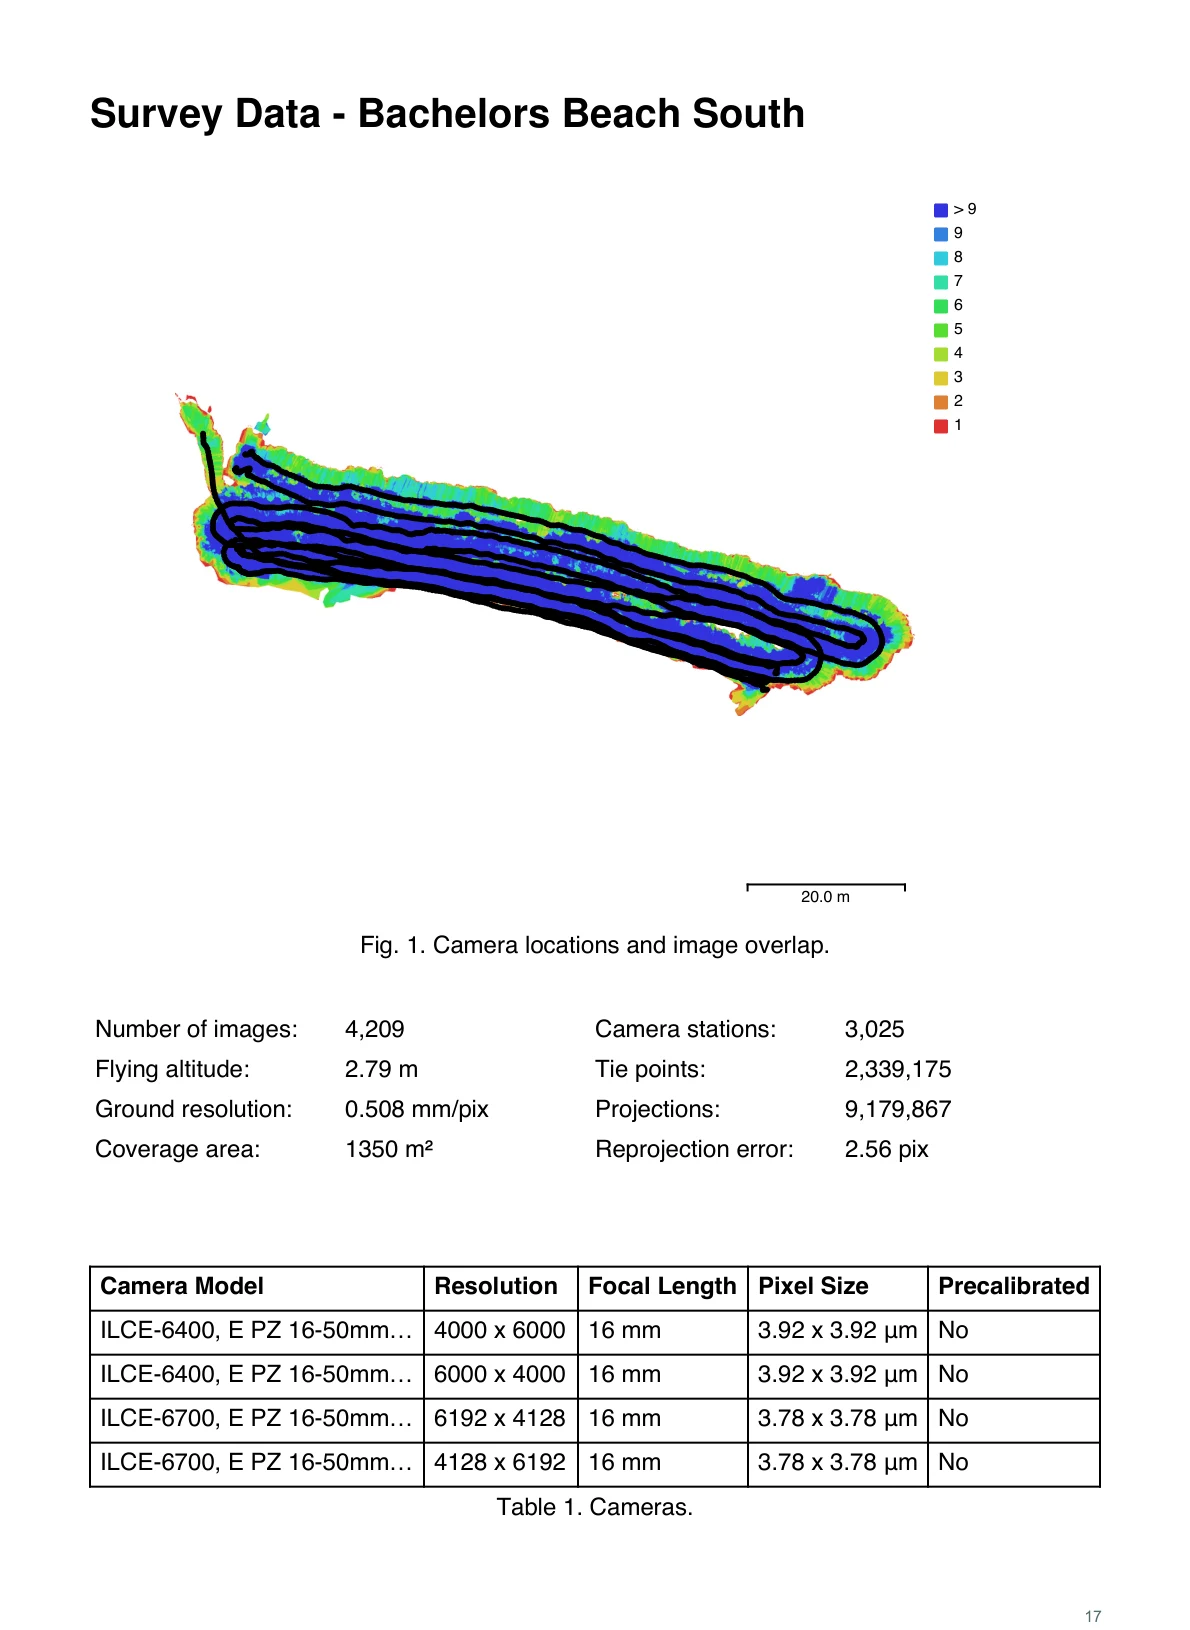 Survey Data - Bachelors Beach South
> 9
9
8
7
6
5
4
3
2
1
20.0 m
Fig. 1. Camera locations and image overlap.
Number of images: 4,209 Camera stations: 3,025
Flying altitude: 2.79 m Tie points: 2,339,175
Ground resolution: 0.508 mm/pix Projections: 9,179,867
Coverage area: 1350 m² Reprojection error: 2.56 pix
Camera Model Resolution Focal Length Pixel Size Precalibrated
ILCE-6400, E PZ 16-50mm… 4000 x 6000 16 mm 3.92 x 3.92 μm No
ILCE-6400, E PZ 16-50mm… 6000 x 4000 16 mm 3.92 x 3.92 μm No
ILCE-6700, E PZ 16-50mm… 6192 x 4128 16 mm 3.78 x 3.78 μm No
ILCE-6700, E PZ 16-50mm… 4128 x 6192 16 mm 3.78 x 3.78 μm No
Table 1. Cameras.
17